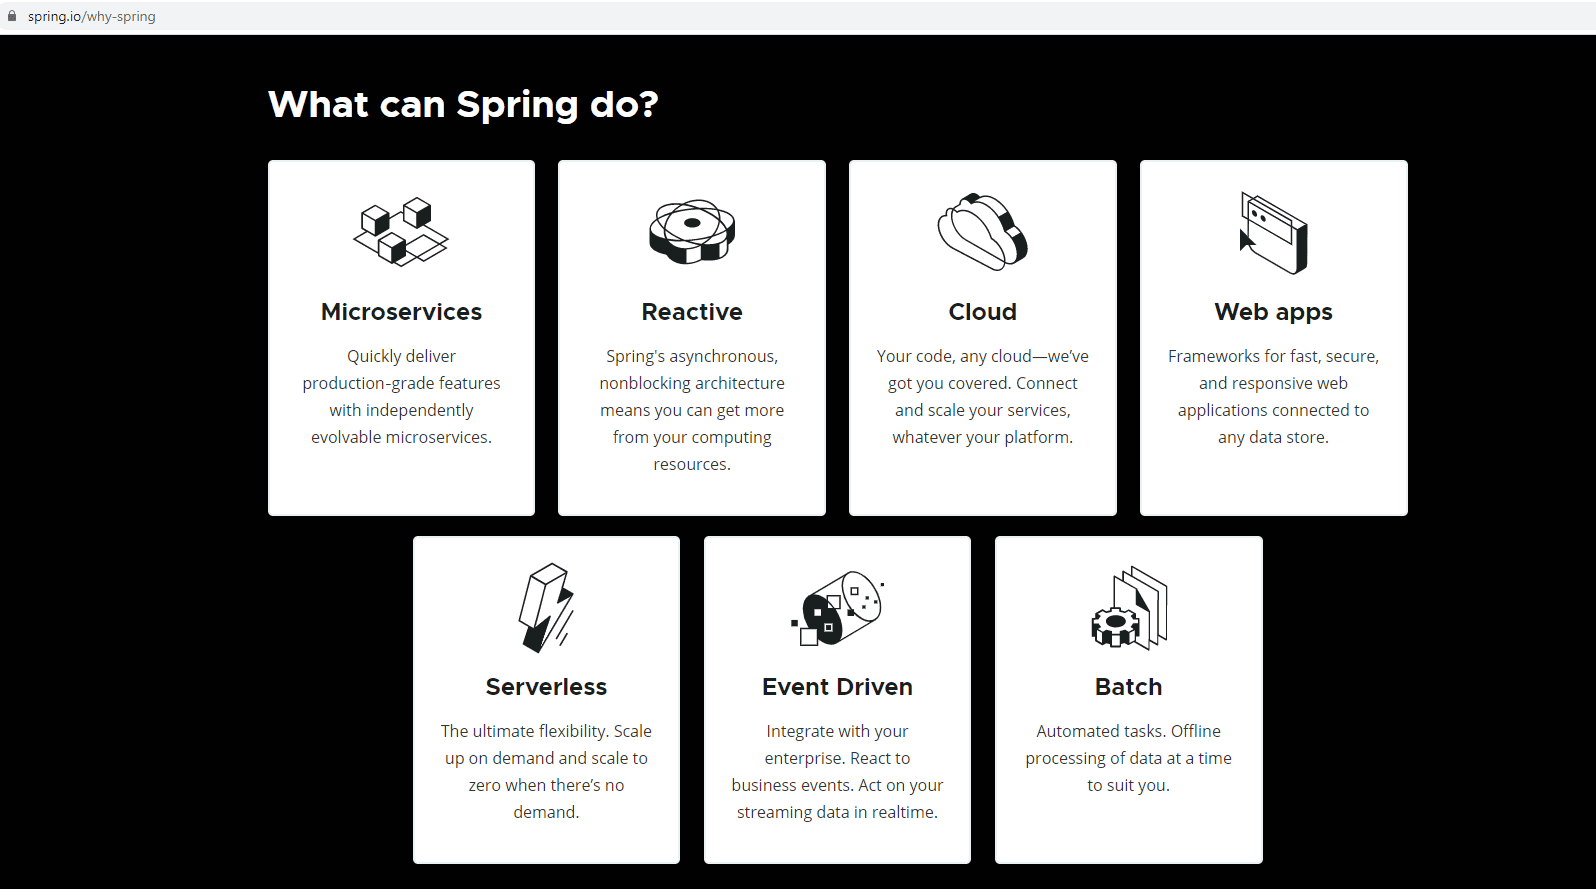 spring.io/why-spring
What can Spring do?
Microservices
Quickly deliver
production-grade features
with independently
evolvable microservices.
Reactive
Spring's asynchronous,
nonblocking architecture
means you can get more
from your computing
resources.
Cloud
Your code, any cloud—we’ve
got you covered. Connect
and scale your services,
whatever your platform.
Web apps
Frameworks for fast, secure,
and responsive web
applications connected to
any data store.
Serverless
The ultimate flexibility. Scale
up on demand and scale to
zero when there’s no
demand.
Event Driven
Integrate with your
enterprise. React to
business events. Act on your
streaming data in realtime.
Batch
Automated tasks. Offline
processing of data at a time
to suit you.